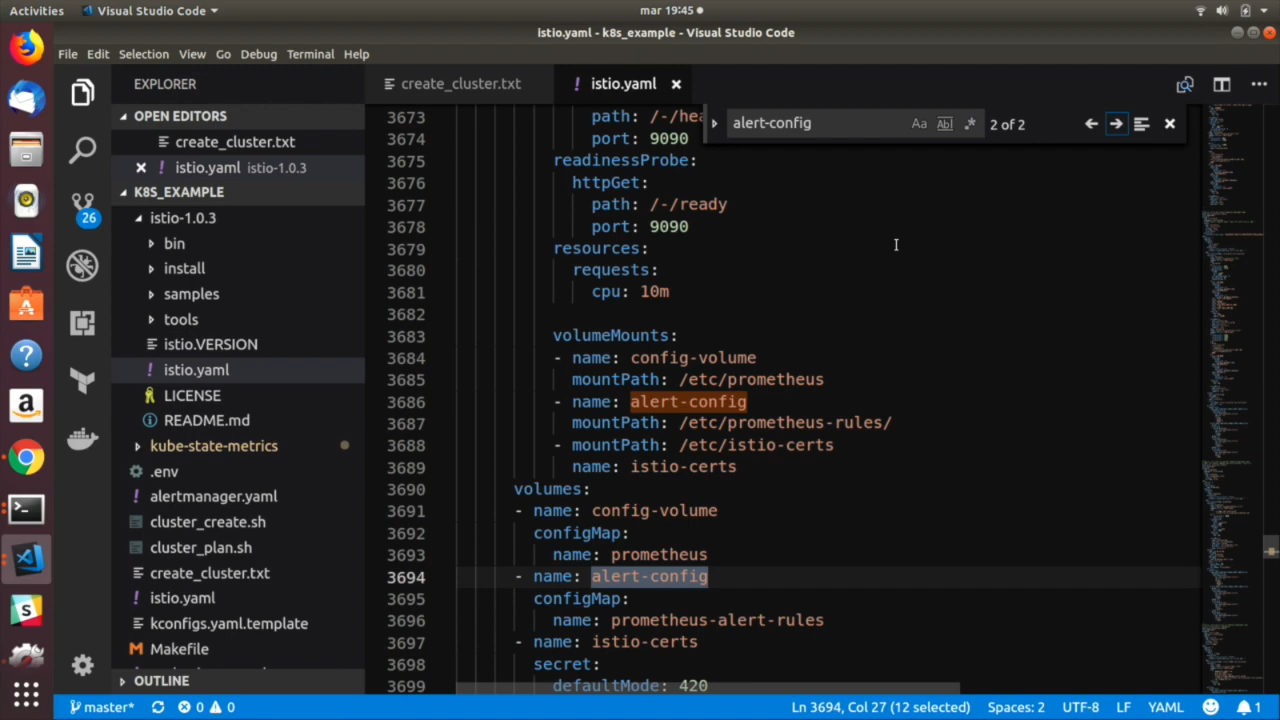 Activities
Visual Studio Code
mar 19:45
istio.yaml - k8s_example - Visual Studio Code
File Edit Selection View Go Debug Terminal Help
EXPLORER
OPEN EDITORS
create_cluster.txt
istio.yaml istio-1.0.3
K8S_EXAMPLE
istio-1.0.3
bin
install
samples
tools
istio.VERSION
istio.yaml
LICENSE
README.md
kube-state-metrics
.env
alertmanager.yaml
cluster_create.sh
cluster_plan.sh
create_cluster.txt
istio.yaml
kconfigs.yaml.template
Makefile
OUTLINE
26
create_cluster.txt
istio.yaml
alert-config
Aa Abl .* 2 of 2
3673 path: /-/hea
3674 port: 9090
3675 readinessProbe:
3676 httpGet:
3677 path: /-/ready
3678 port: 9090
3679 resources:
3680 requests:
3681 cpu: 10m
3682
3683 volumeMounts:
3684 - name: config-volume
3685 mountPath: /etc/prometheus
3686 - name: alert-config
3687 mountPath: /etc/prometheus-rules/
3688 - mountPath: /etc/istio-certs
3689 name: istio-certs
3690 volumes:
3691 - name: config-volume
3692 configMap:
3693 name: prometheus
3694 - name: alert-config
3695 configMap:
3696 name: prometheus-alert-rules
3697 - name: istio-certs
3698 secret:
3699 defaultMode: 420
master* 0 0 Ln 3694, Col 27 (12 selected) Spaces: 2 UTF-8 LF YAML 1